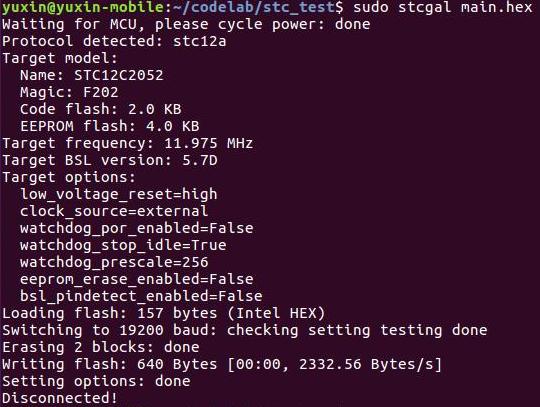 yuxin@yuxin-mobile:~/codelab/stc_test$ sudo stcgal main.hex
Waiting for MCU, please cycle power: done
Protocol detected: stc12a
Target model:
  Name: STC12C2052
  Magic: F202
  Code flash: 2.0 KB
  EEPROM flash: 4.0 KB
Target frequency: 11.975 MHz
Target BSL version: 5.7D
Target options:
  low_voltage_reset=high
  clock_source=external
  watchdog_por_enabled=False
  watchdog_stop_idle=True
  watchdog_prescale=256
  eeprom_erase_enabled=False
  bsl_pindetect_enabled=False
Loading flash: 157 bytes (Intel HEX)
Switching to 19200 baud: checking setting testing done
Erasing 2 blocks: done
Writing flash: 640 Bytes [00:00, 2332.56 Bytes/s]
Setting options: done
Disconnected!